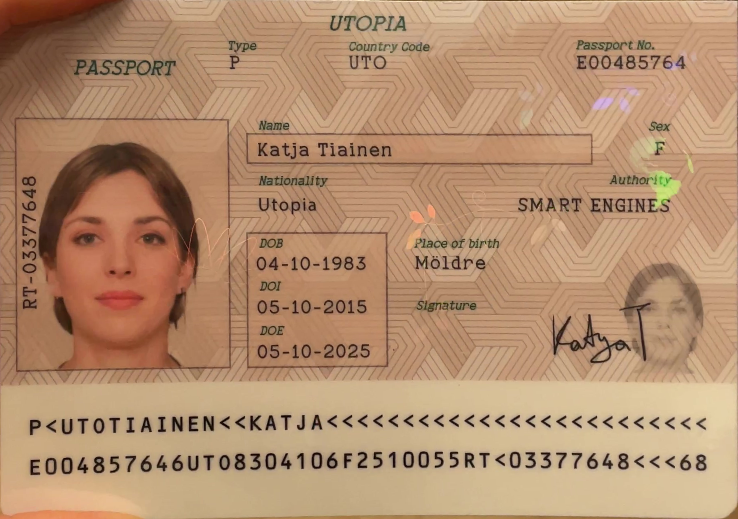 UTOPIA
PASSPORT
Type
P
Country Code
UTO
Passport No.
E00485764
Name
Katja Tiainen
Sex
F
Nationality
Utopia
Authority
SMART ENGINES
RT-03377648
DOB
04-10-1983
Place of birth
Möldre
DOI
05-10-2015
Signature
Katya T
DOE
05-10-2025
P<UTOTIAINEN<<KATJA<<<<<<<<<<<<<<<<<<<<<<<<<
E004857646UTO8304106F2510055RT<03377648<<<68